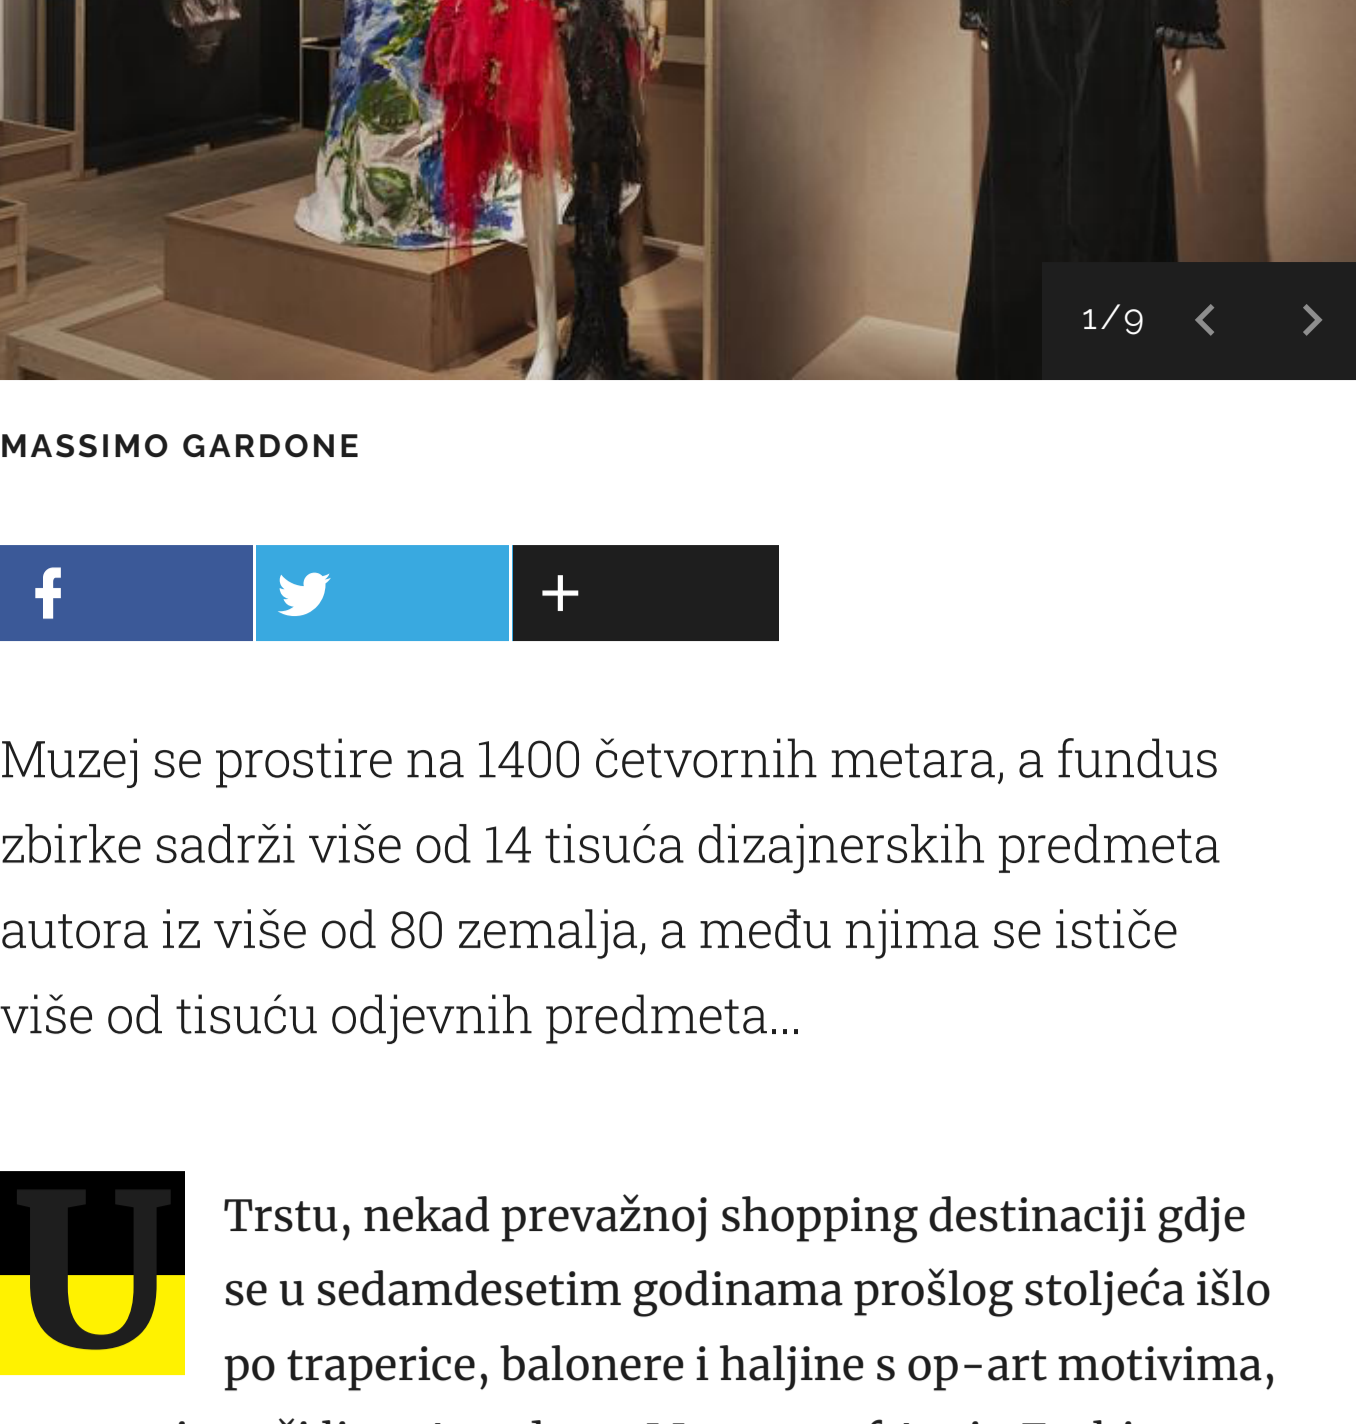 1/9
MASSIMO GARDONE
Muzej se prostire na 1400 četvornih metara, a fundus
zbirke sadrži više od 14 tisuća dizajnerskih predmeta
autora iz više od 80 zemalja, a među njima se ističe
više od tisuću odjevnih predmeta...
U Trstu, nekad prevažnoj shopping destinaciji gdje
se u sedamdesetim godinama prošlog stoljeća išlo
po traperice, balonere i haljine s op-art motivima,